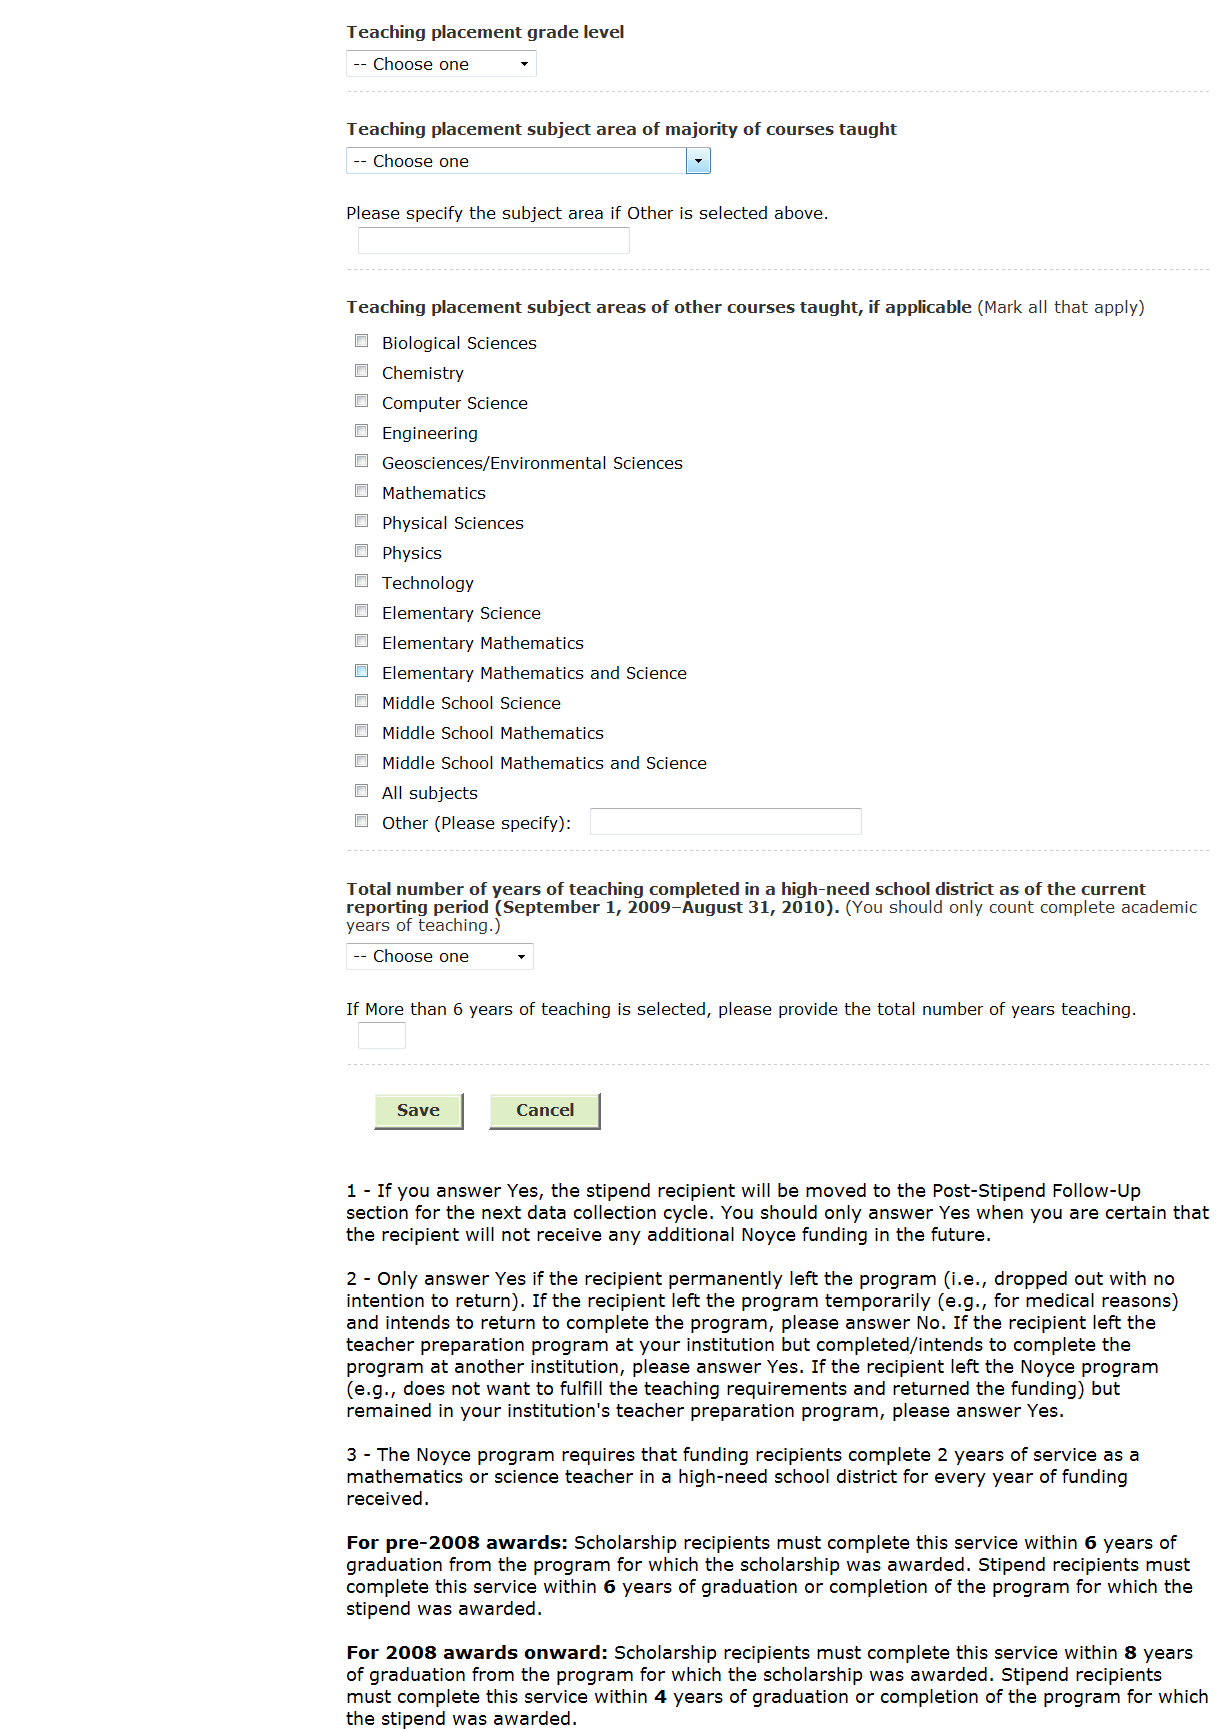 Teaching placement grade level
-- Choose one
Teaching placement subject area of majority of courses taught
-- Choose one
Please specify the subject area if Other is selected above.
Teaching placement subject areas of other courses taught, if applicable (Mark all that apply)
Biological Sciences
Chemistry
Computer Science
Engineering
Geosciences/Environmental Sciences
Mathematics
Physical Sciences
Physics
Technology
Elementary Science
Elementary Mathematics
Elementary Mathematics and Science
Middle School Science
Middle School Mathematics
Middle School Mathematics and Science
All subjects
Other (Please specify):
Total number of years of teaching completed in a high-need school district as of the current
reporting period (September 1, 2009–August 31, 2010). (You should only count complete academic
years of teaching.)
-- Choose one
If More than 6 years of teaching is selected, please provide the total number of years teaching.
Save Cancel
1 - If you answer Yes, the stipend recipient will be moved to the Post-Stipend Follow-Up
section for the next data collection cycle. You should only answer Yes when you are certain that
the recipient will not receive any additional Noyce funding in the future.
2 - Only answer Yes if the recipient permanently left the program (i.e., dropped out with no
intention to return). If the recipient left the program temporarily (e.g., for medical reasons)
and intends to return to complete the program, please answer No. If the recipient left the
teacher preparation program at your institution but completed/intends to complete the
program at another institution, please answer Yes. If the recipient left the Noyce program
(e.g., does not want to fulfill the teaching requirements and returned the funding) but
remained in your institution's teacher preparation program, please answer Yes.
3 - The Noyce program requires that funding recipients complete 2 years of service as a
mathematics or science teacher in a high-need school district for every year of funding
received.
For pre-2008 awards: Scholarship recipients must complete this service within 6 years of
graduation from the program for which the scholarship was awarded. Stipend recipients must
complete this service within 6 years of graduation or completion of the program for which the
stipend was awarded.
For 2008 awards onward: Scholarship recipients must complete this service within 8 years
of graduation from the program for which the scholarship was awarded. Stipend recipients
must complete this service within 4 years of graduation or completion of the program for which
the stipend was awarded.